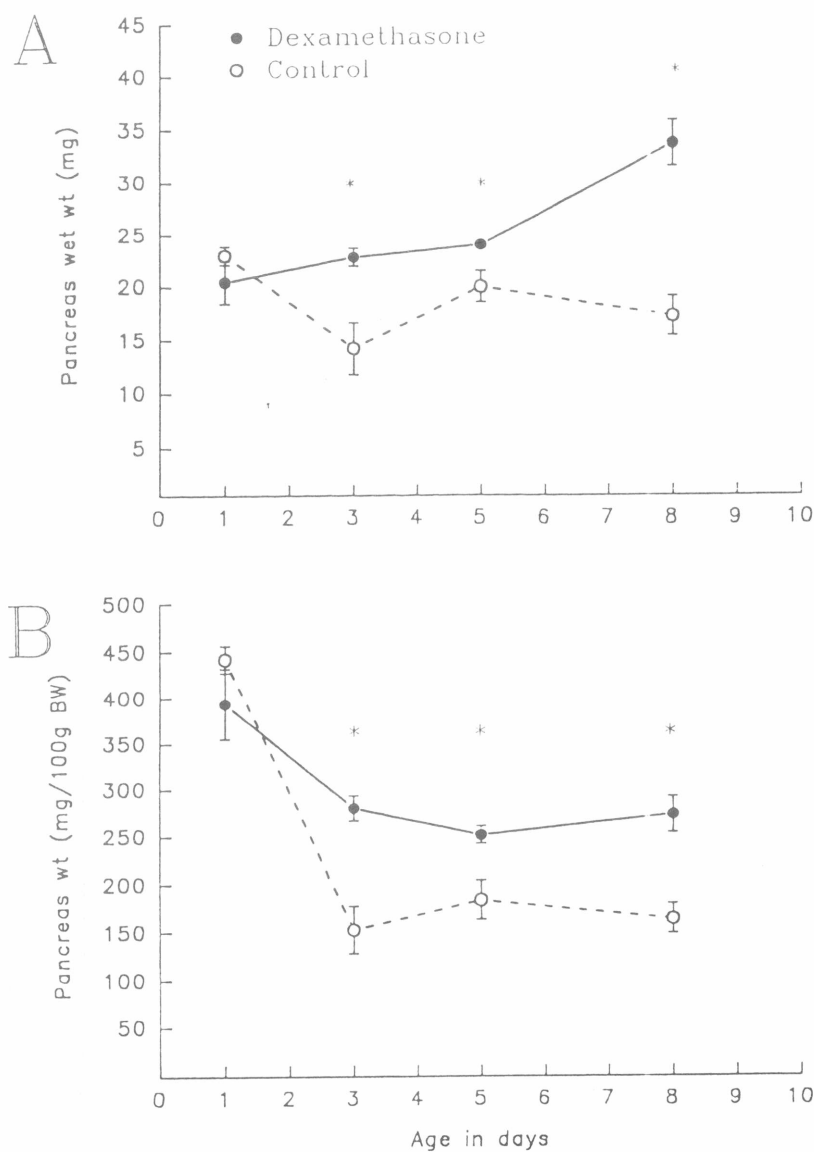 A
Dexamethasone
Control
Pancreas wet wt (mg)
45
40
35
30
25
20
15
10
5
*
*
*
0 1 2 3 4 5 6 7 8 9 10
B
Pancreas wt (mg/100g BW)
500
450
400
350
300
250
200
150
100
50
* * *
0 1 2 3 4 5 6 7 8 9 10
Age in days